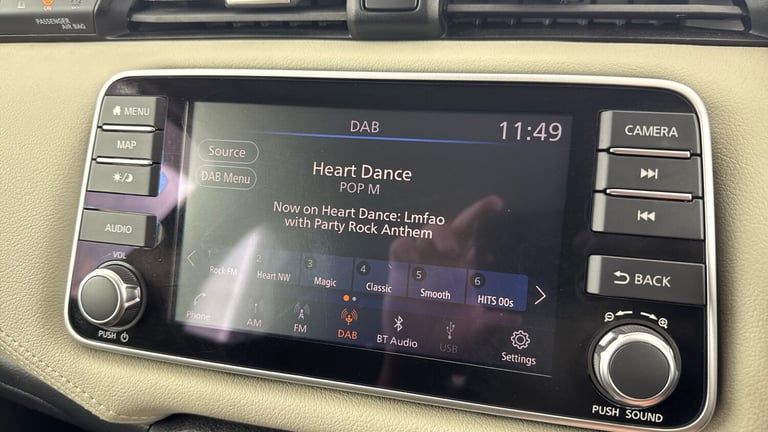 PASSENGER
AIR BAG
MENU
MAP
AUDIO
VOL
PUSH
DAB
11:49
Source
DAB Menu
Heart Dance
POP M
Now on Heart Dance: Lmfao
with Party Rock Anthem
Rock FM
2
Heart NW
3
Magic
4
Classic
5
Smooth
6
HITS 00s
Phone
AM
FM
DAB
BT Audio
USB
Settings
CAMERA
BACK
PUSH SOUND